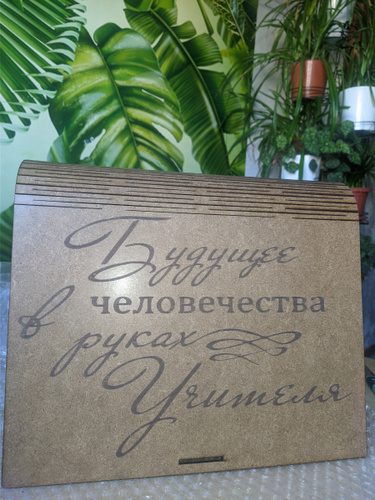 Будущее
человечества
в руках
Учителя